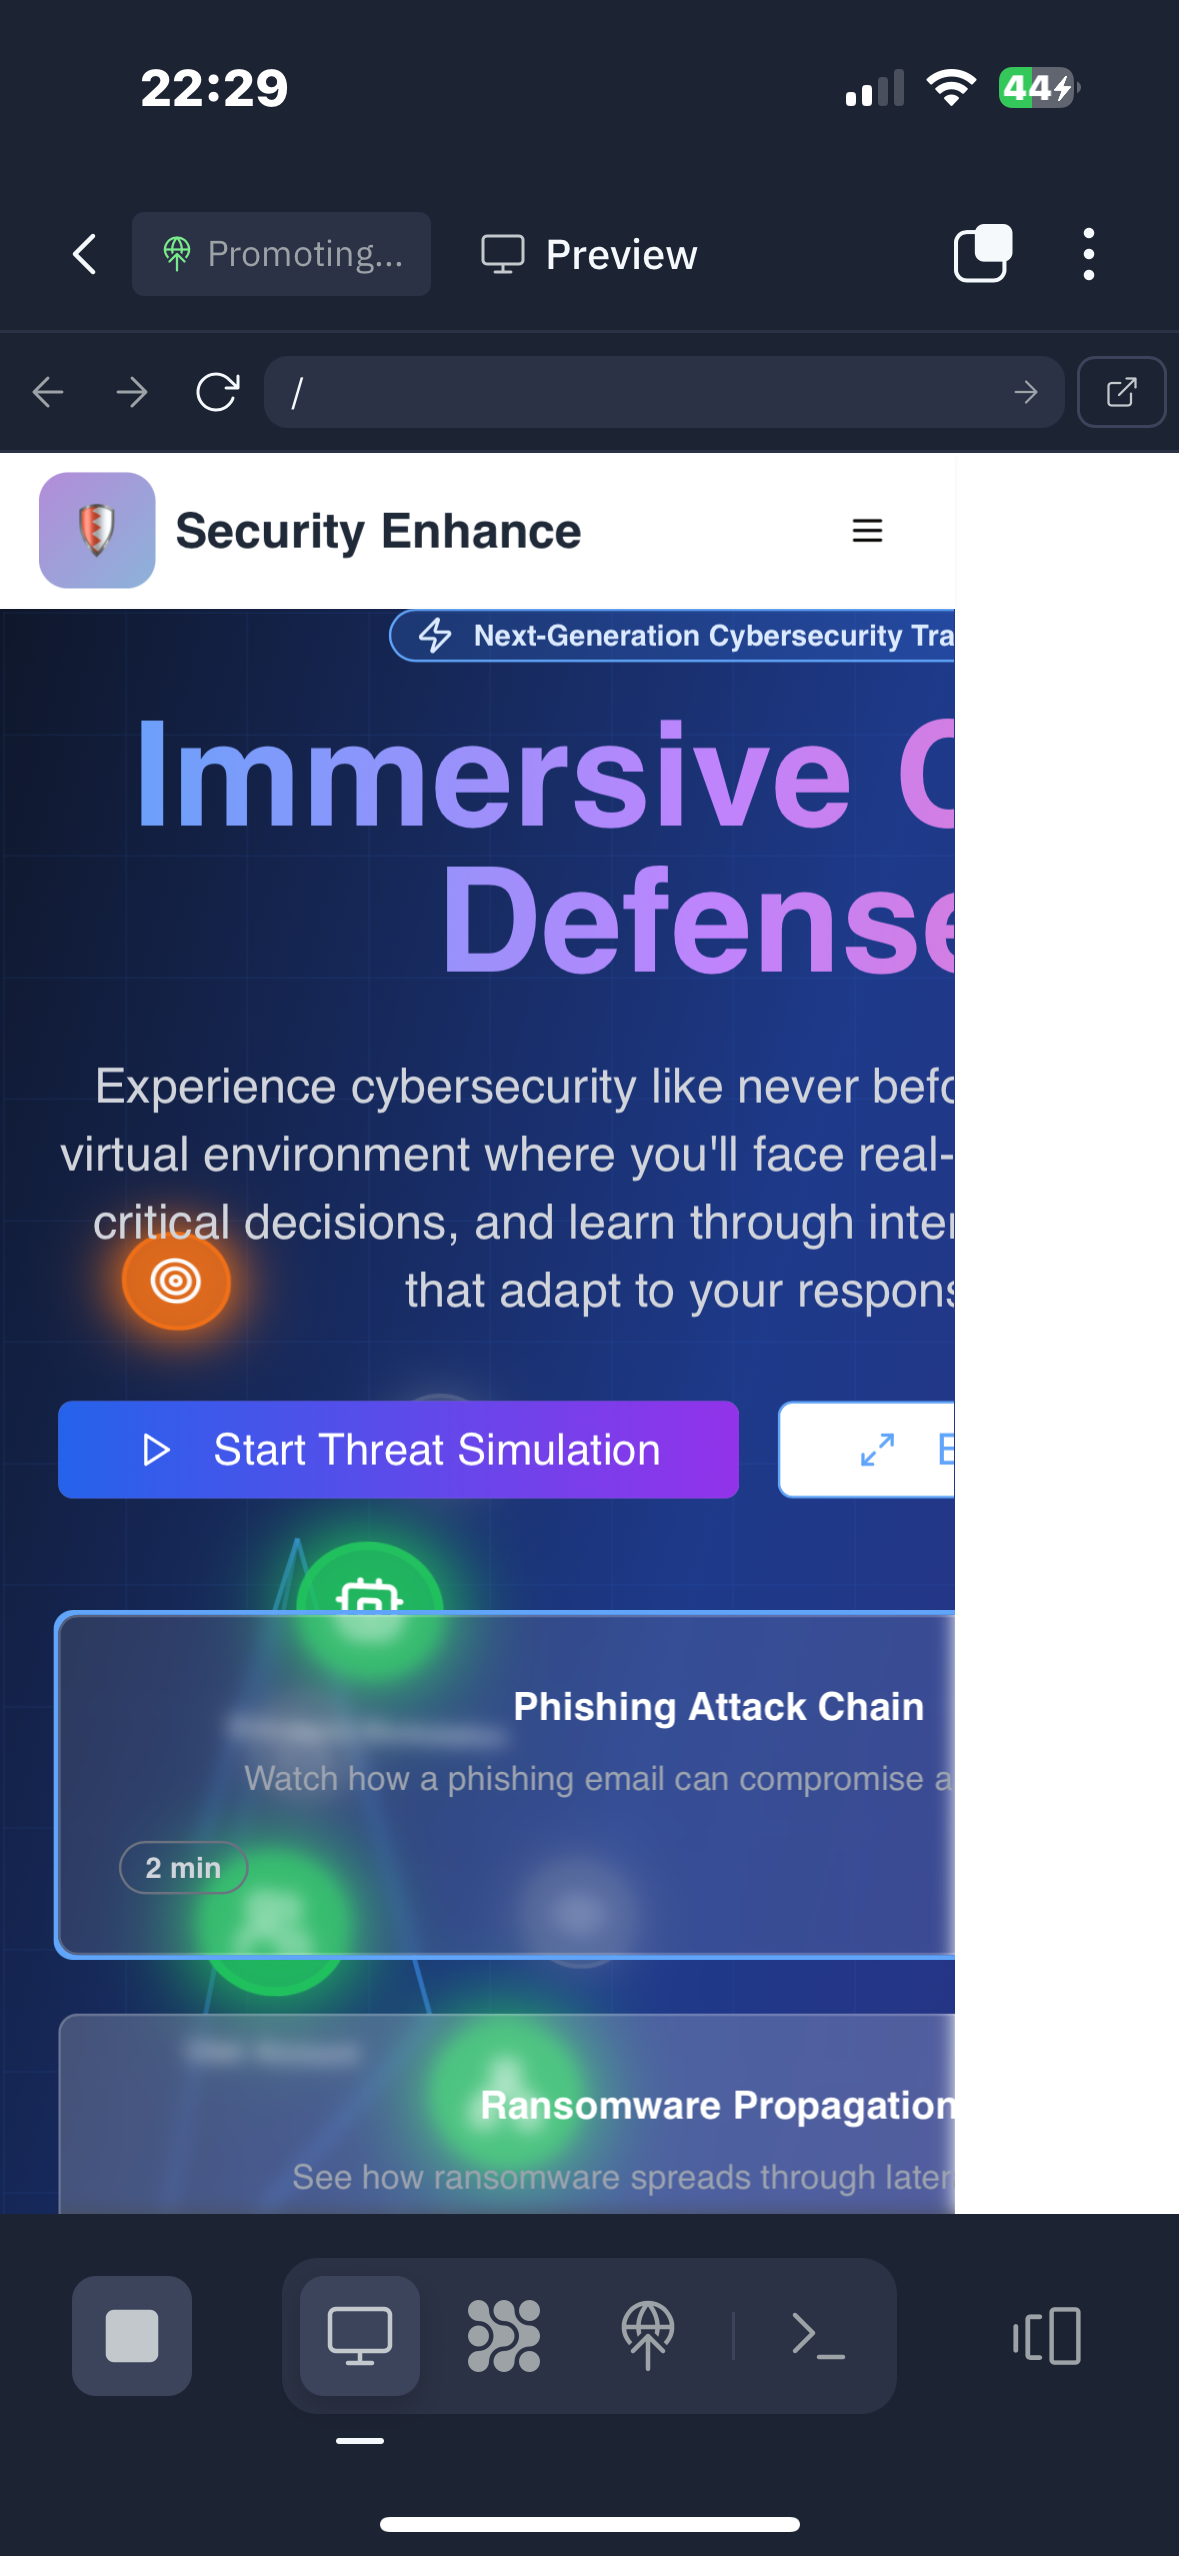 22:29
44
Promoting...
Preview
/
Security Enhance
Next-Generation Cybersecurity Tra
Immersive C
Defense
Experience cybersecurity like never befo
virtual environment where you'll face real-
critical decisions, and learn through inter
that adapt to your respons
Start Threat Simulation
E
Phishing Attack Chain
Watch how a phishing email can compromise a
2 min
Ransomware Propagation
See how ransomware spreads through later